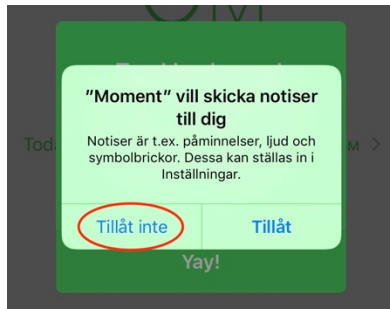 ”Moment” vill skicka notiser
till dig
Notiser är t.ex. påminnelser, ljud och
symbolbrickor. Dessa kan ställas in i
Inställningar.
Tillåt inte
Tillåt
Yay!